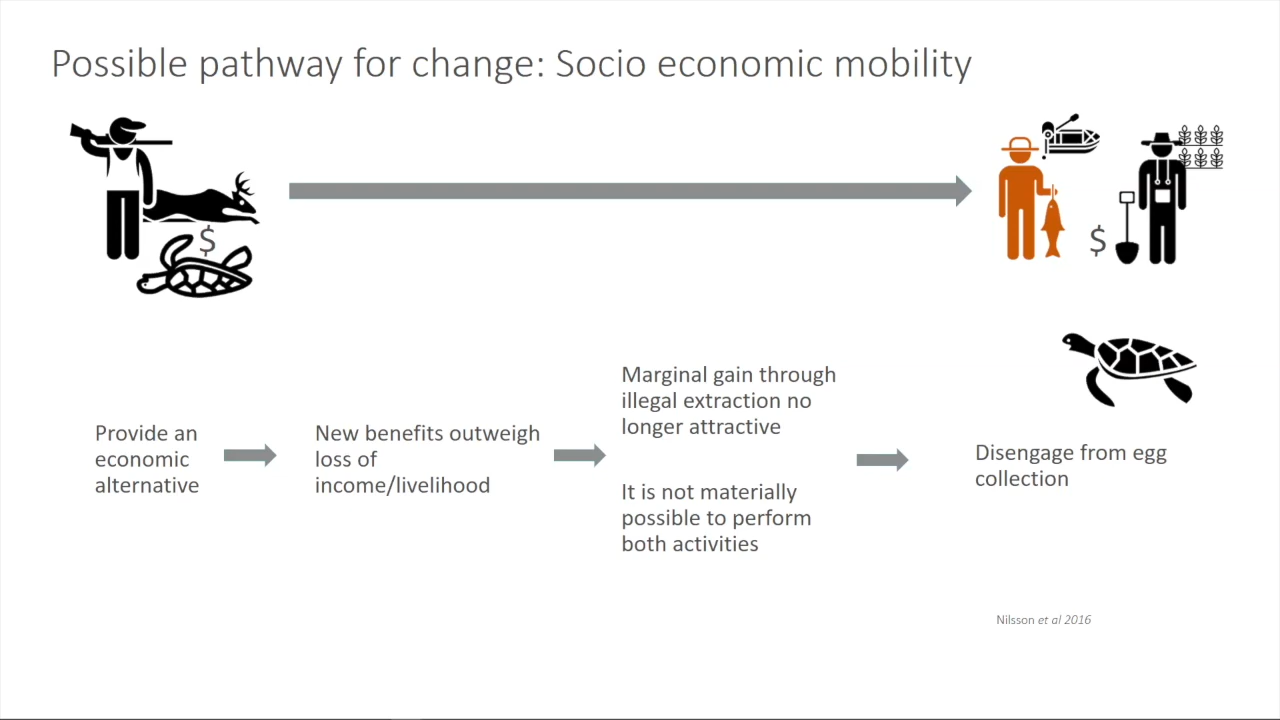 Possible pathway for change: Socio economic mobility
$
$
Provide an
economic
alternative
New benefits outweigh
loss of
income/livelihood
Marginal gain through
illegal extraction no
longer attractive
It is not materially
possible to perform
both activities
Disengage from egg
collection
Nilsson et al 2016